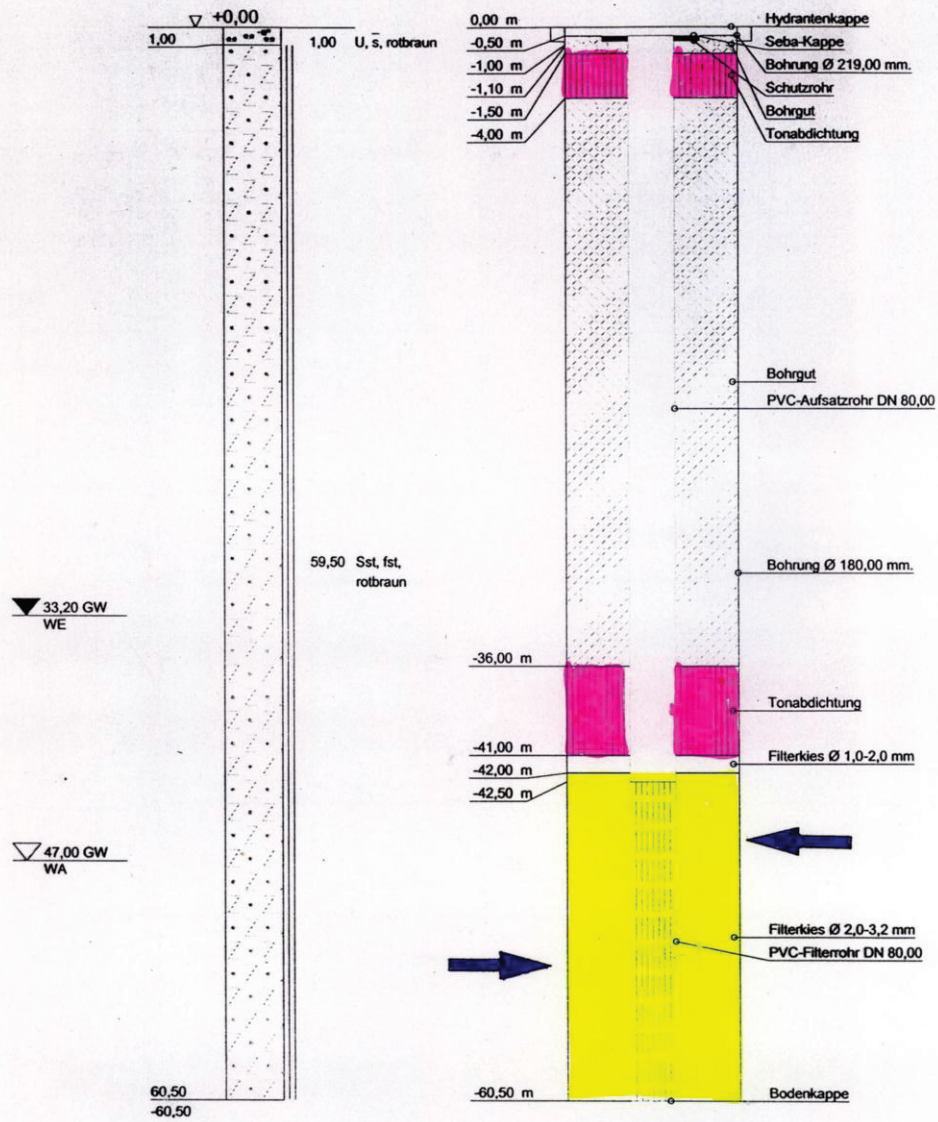 +0,00
1,00
1,00 U, s̄, rotbraun
59,50 Sst, fst,
rotbraun
33,20 GW
WE
47,00 GW
WA
60,50
-60,50
0,00 m
-0,50 m
-1,00 m
-1,10 m
-1,50 m
-4,00 m
-36,00 m
-41,00 m
-42,00 m
-42,50 m
-60,50 m
Hydrantenkappe
Seba-Kappe
Bohrung Ø 219,00 mm.
Schutzrohr
Bohrgut
Tonabdichtung
Bohrgut
PVC-Aufsatzrohr DN 80,00
Bohrung Ø 180,00 mm.
Tonabdichtung
Filterkies Ø 1,0-2,0 mm
Filterkies Ø 2,0-3,2 mm
PVC-Filterrohr DN 80,00
Bodenkappe